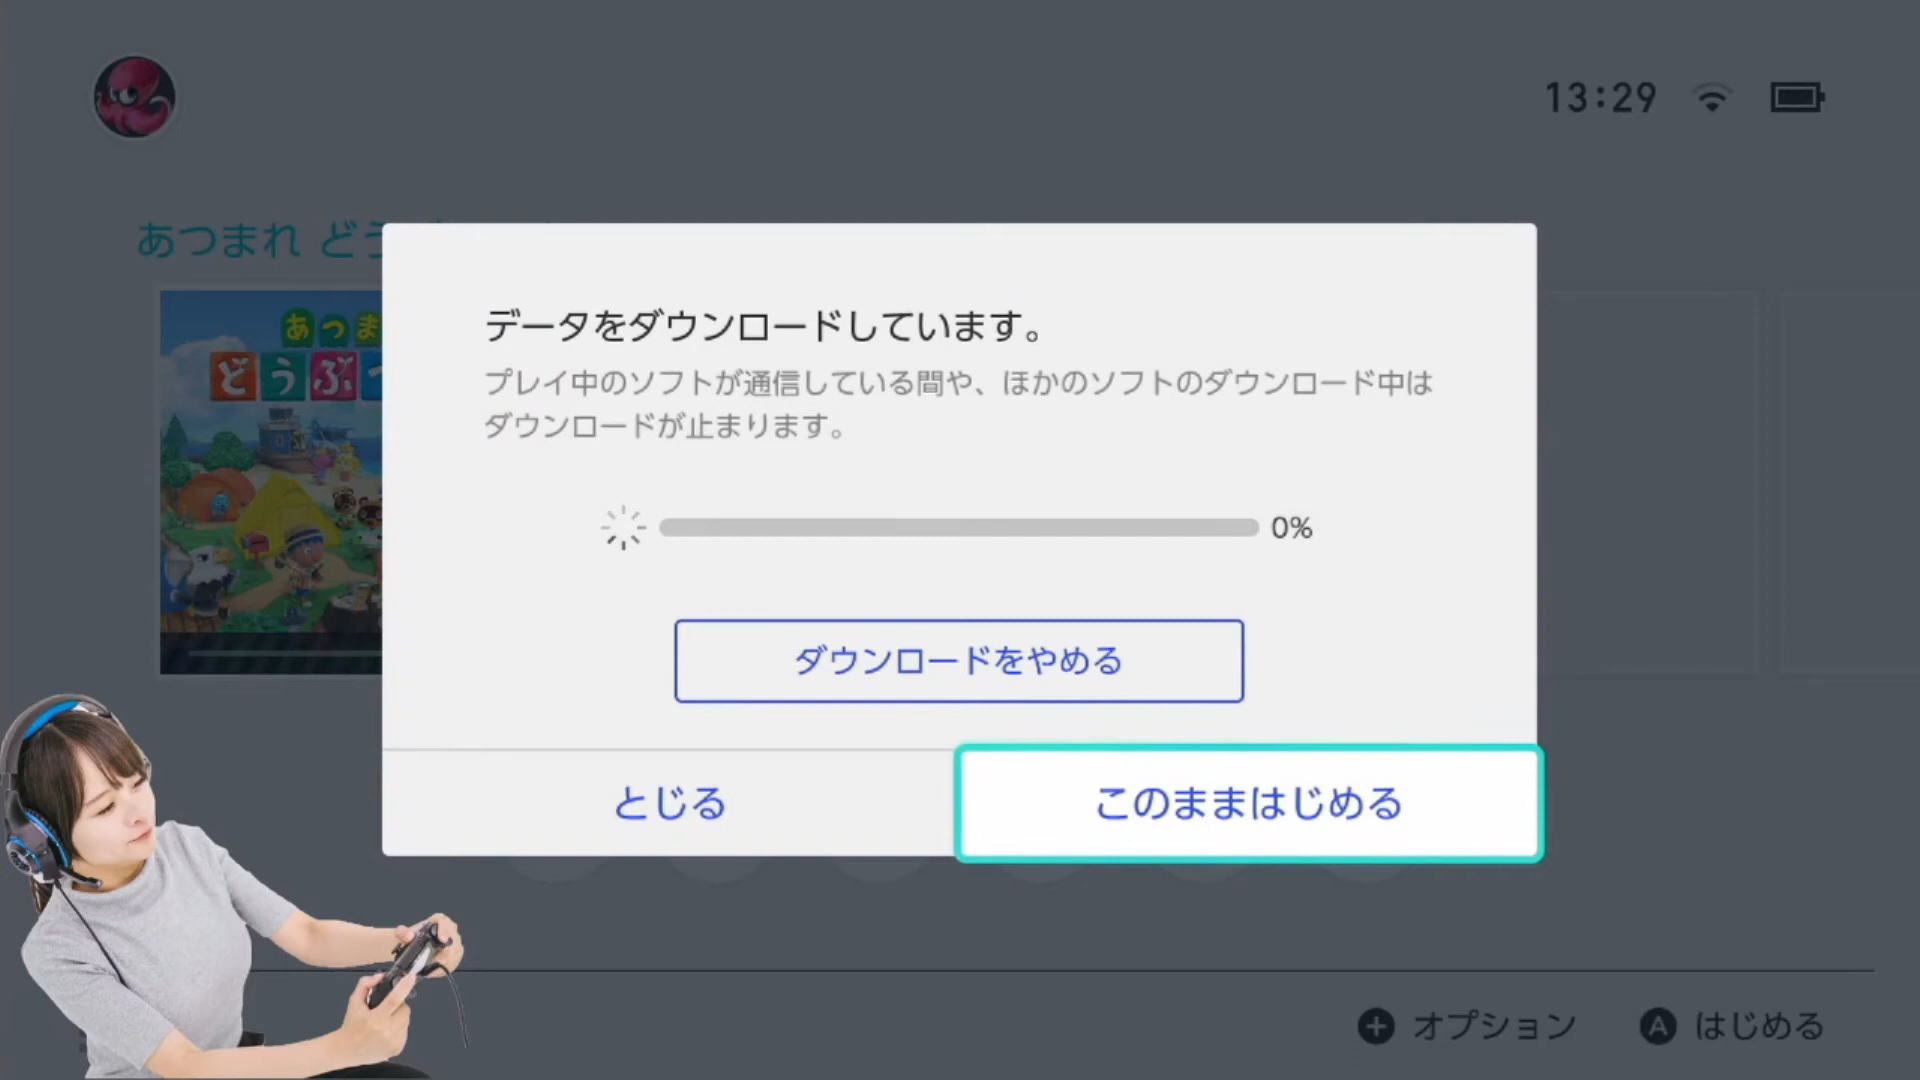 13:29
あつまれ ど
あつま
どうぶ
データをダウンロードしています。
プレイ中のソフトが通信している間や、ほかのソフトのダウンロード中は
ダウンロードが止まります。
0%
ダウンロードをやめる
とじる
このままはじめる
+ オプション
A はじめる